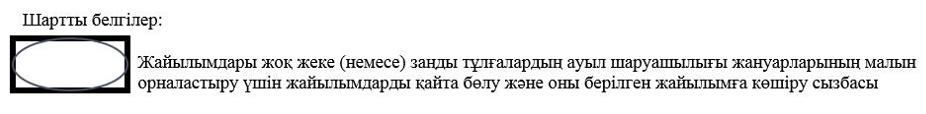 Шартты белгілер:
Жайылымдары жоқ жеке (немесе) заңды тұлғалардың ауыл шаруашылығы жануарларының малын
орналастыру үшін жайылымдарды қайта бөлу және оны берілген жайылымға көшіру сызбасы